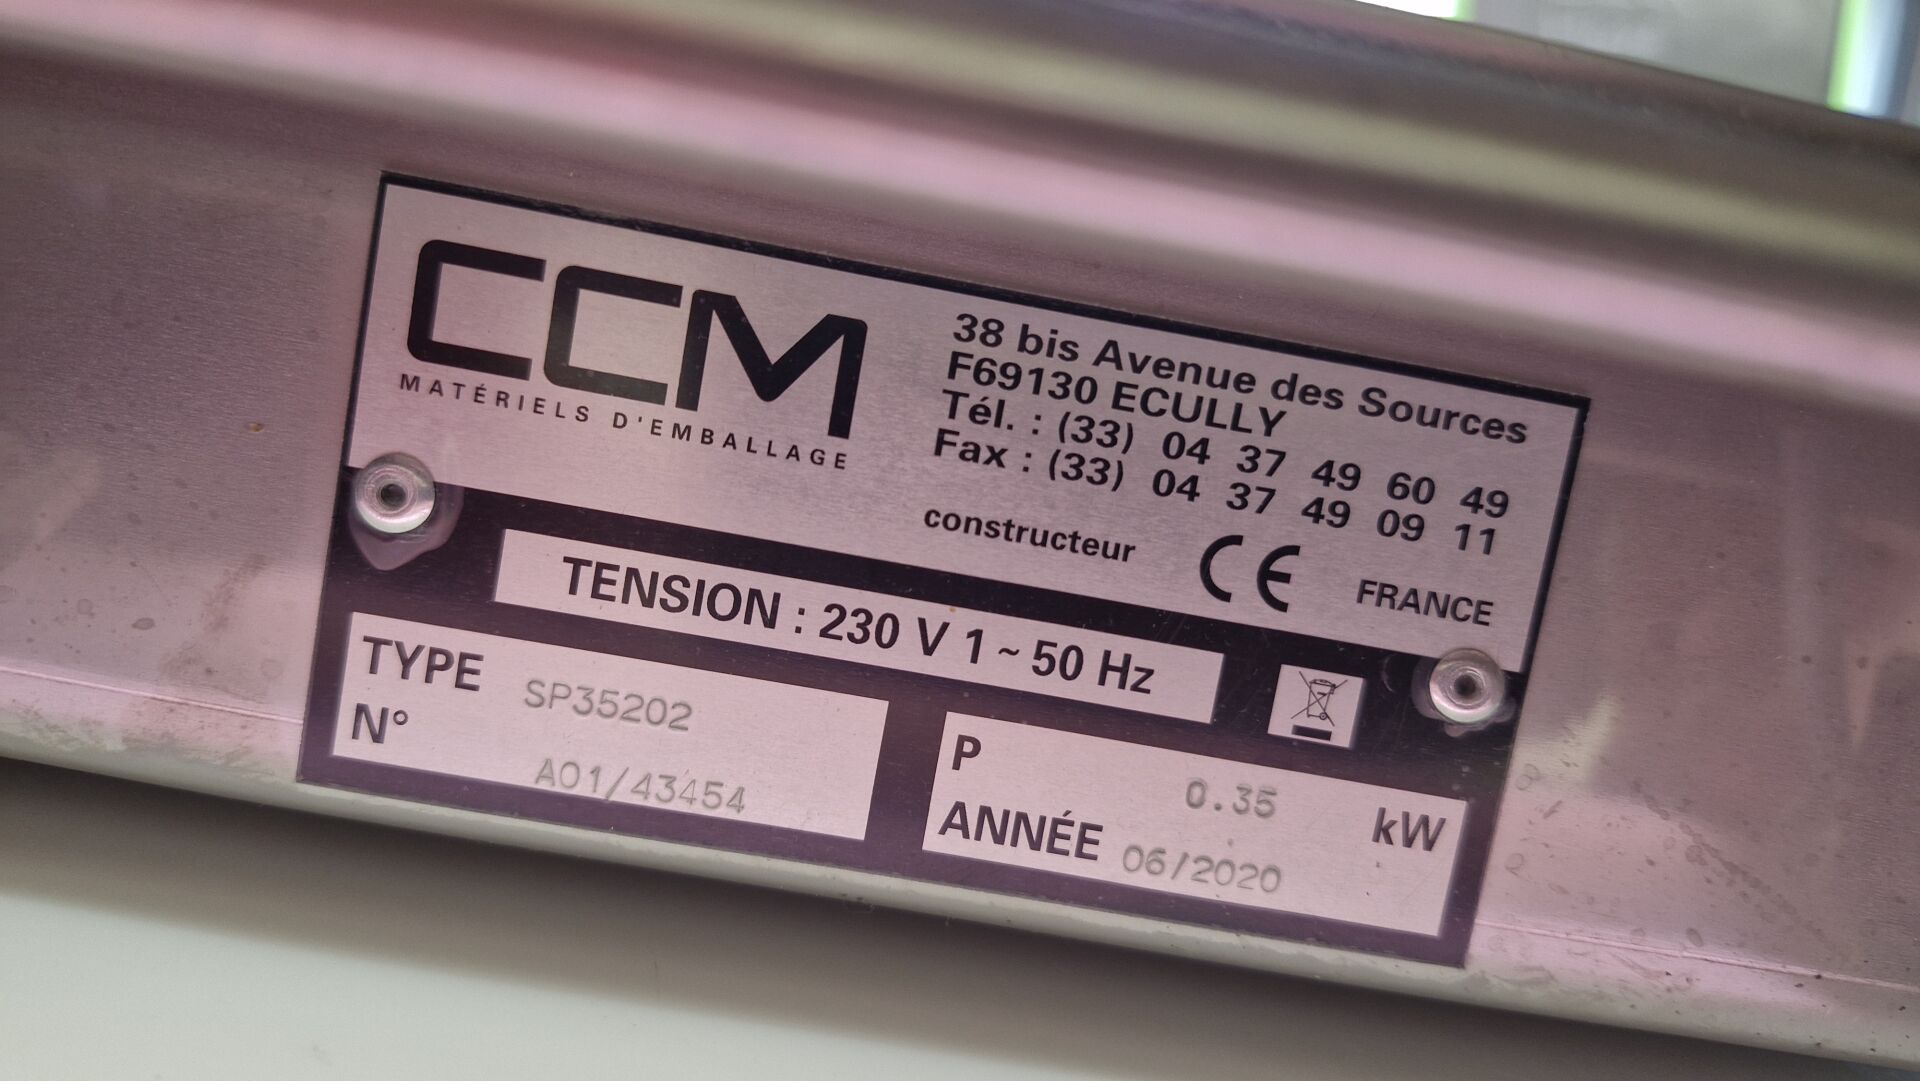 CCM
MATÉRIELS D'EMBALLAGE
38 bis Avenue des Sources
F69130 ECULLY
Tél. : (33) 04 37 49 60 49
Fax : (33) 04 37 49 09 11
constructeur CE FRANCE
TENSION : 230 V 1 ~ 50 Hz
TYPE SP35202
N° A01/43454
P 0.35 kW
ANNÉE 06/2020